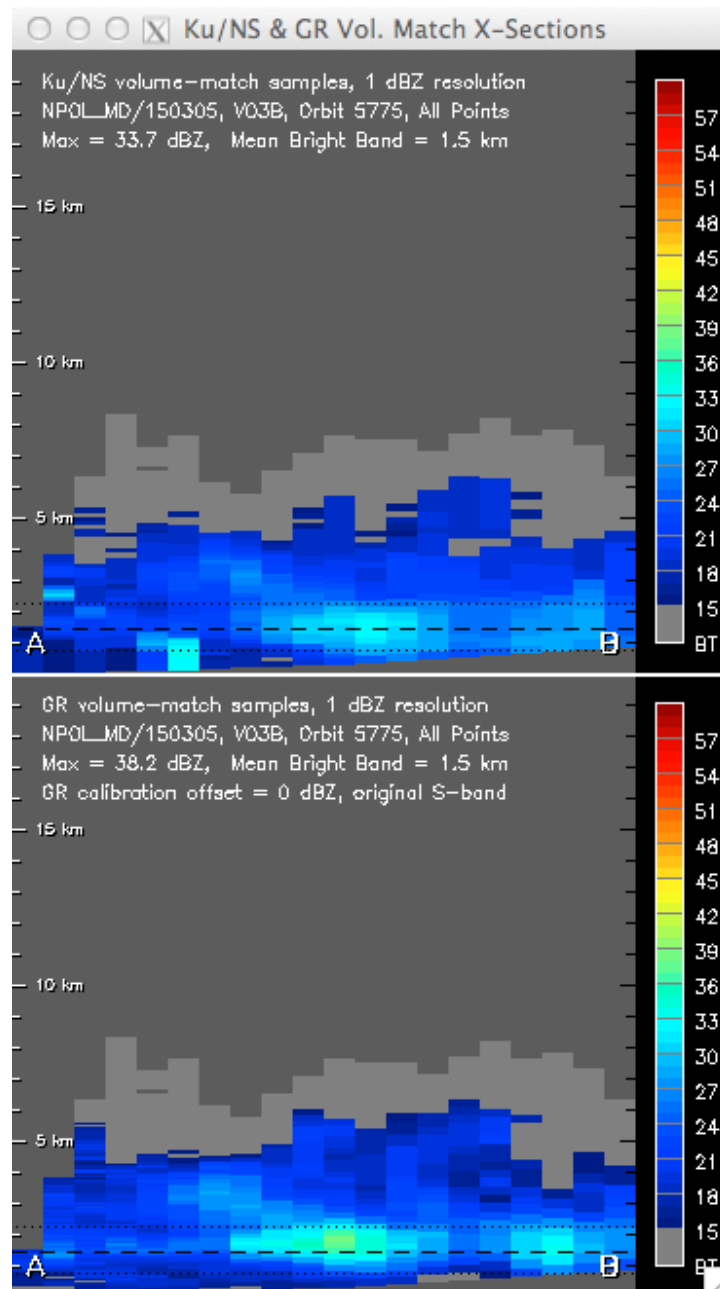 Ku/NS & GR Vol. Match X-Sections
Ku/NS volume-match samples, 1 dBZ resolution
NPOL_MD/150305, V03B, Orbit 5775, All Points
Max = 33.7 dBZ, Mean Bright Band = 1.5 km
15 km
10 km
5 km
A
B
57
54
51
48
45
42
39
36
33
30
27
24
21
18
15
BT
GR volume-match samples, 1 dBZ resolution
NPOL_MD/150305, V03B, Orbit 5775, All Points
Max = 38.2 dBZ, Mean Bright Band = 1.5 km
GR calibration offset = 0 dBZ, original S-band
15 km
10 km
5 km
A
B
57
54
51
48
45
42
39
36
33
30
27
24
21
18
15
BT